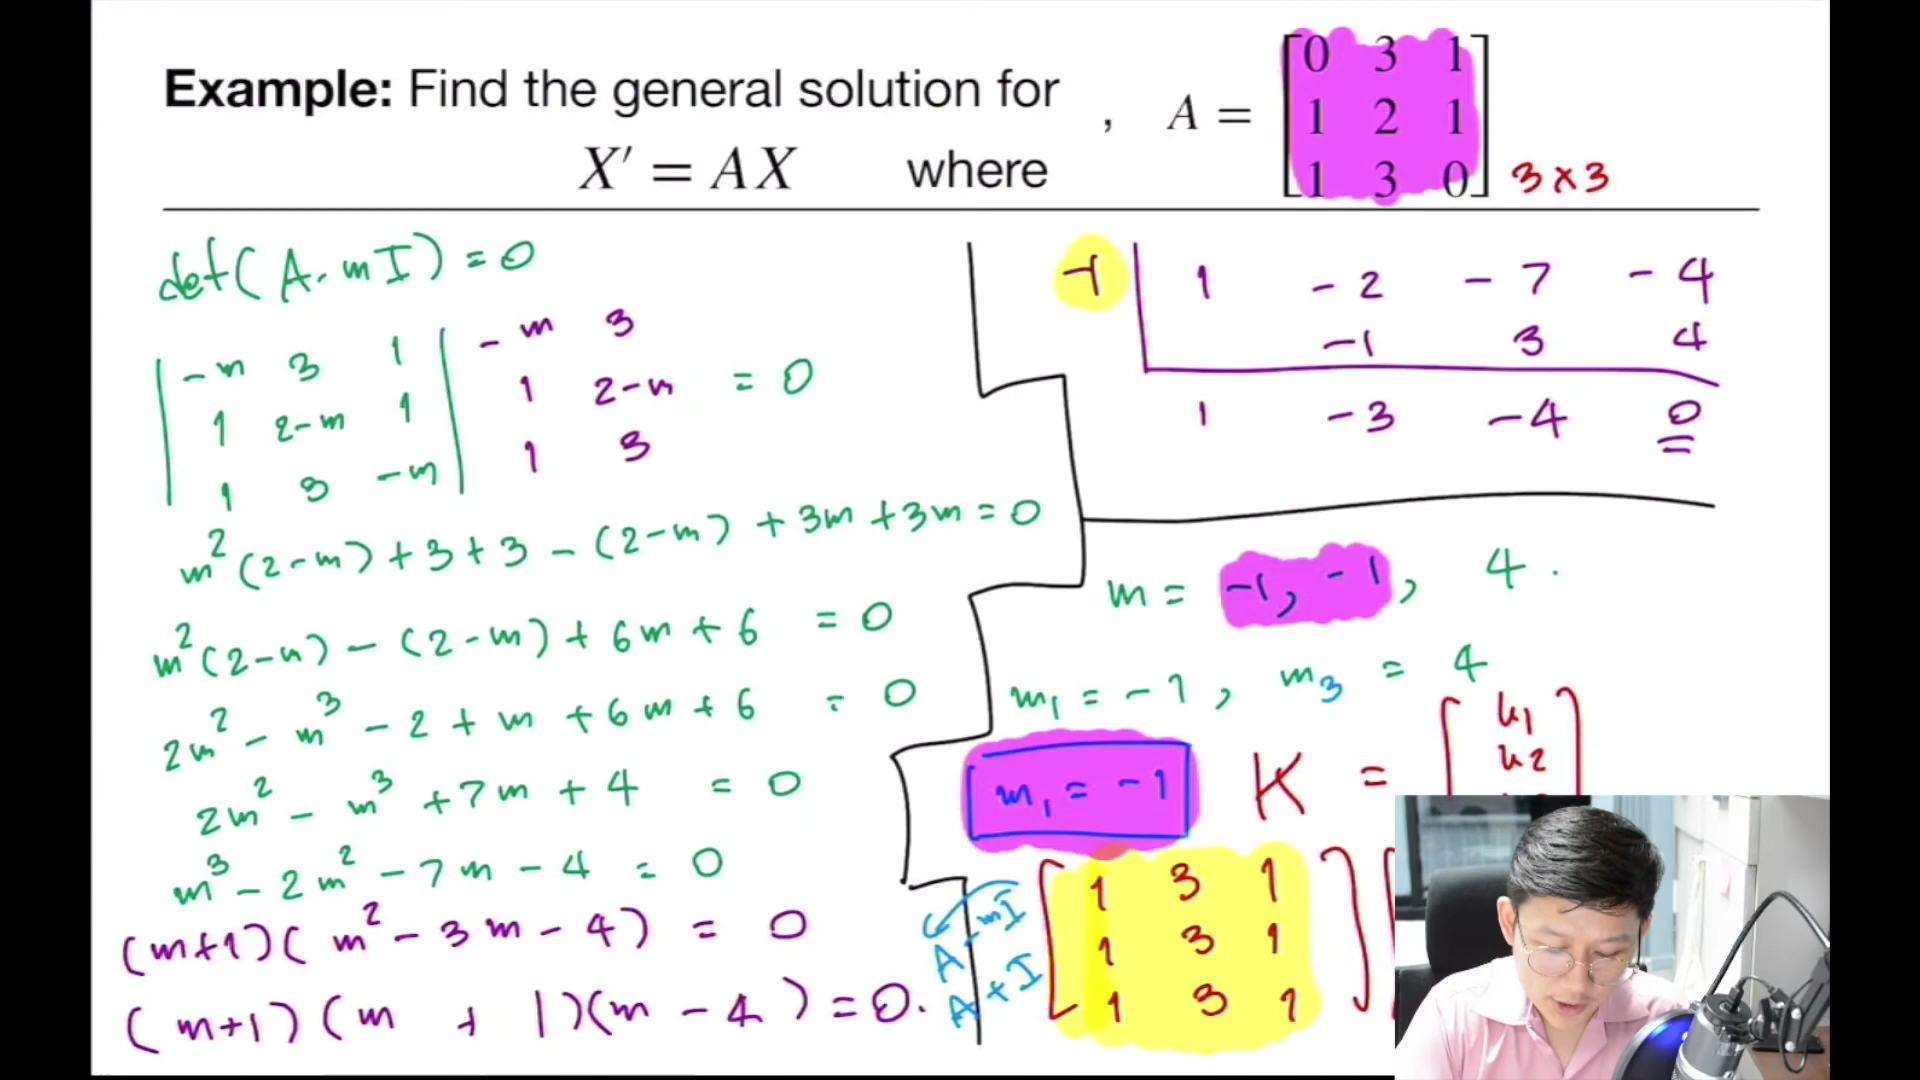 Example: Find the general solution for
X′ = AX where
, A =
0 3 1
1 2 1
1 3 0
3 × 3
det(A - mI) = 0
-m 3 1 | -m 3
1 2-m 1 | 1 2-m = 0
1 3 -m | 1 3
m²(2-m) + 3 + 3 - (2-m) + 3m + 3m = 0
m²(2-m) - (2-m) + 6m + 6 = 0
2m² - m³ - 2 + m + 6m + 6 = 0
2m² - m³ + 7m + 4 = 0
m³ - 2m² - 7m - 4 = 0
(m+1)(m² - 3m - 4) = 0
(m+1)(m + 1)(m - 4) = 0.
-1 | 1 -2 -7 -4
-1 3 4
1 -3 -4 0
m = -1, -1, 4.
m₁ = -1, m₃ = 4
m₁ = -1
K =
k1
k2
A - mI
A + I
1 3 1
1 3 1
1 3 1